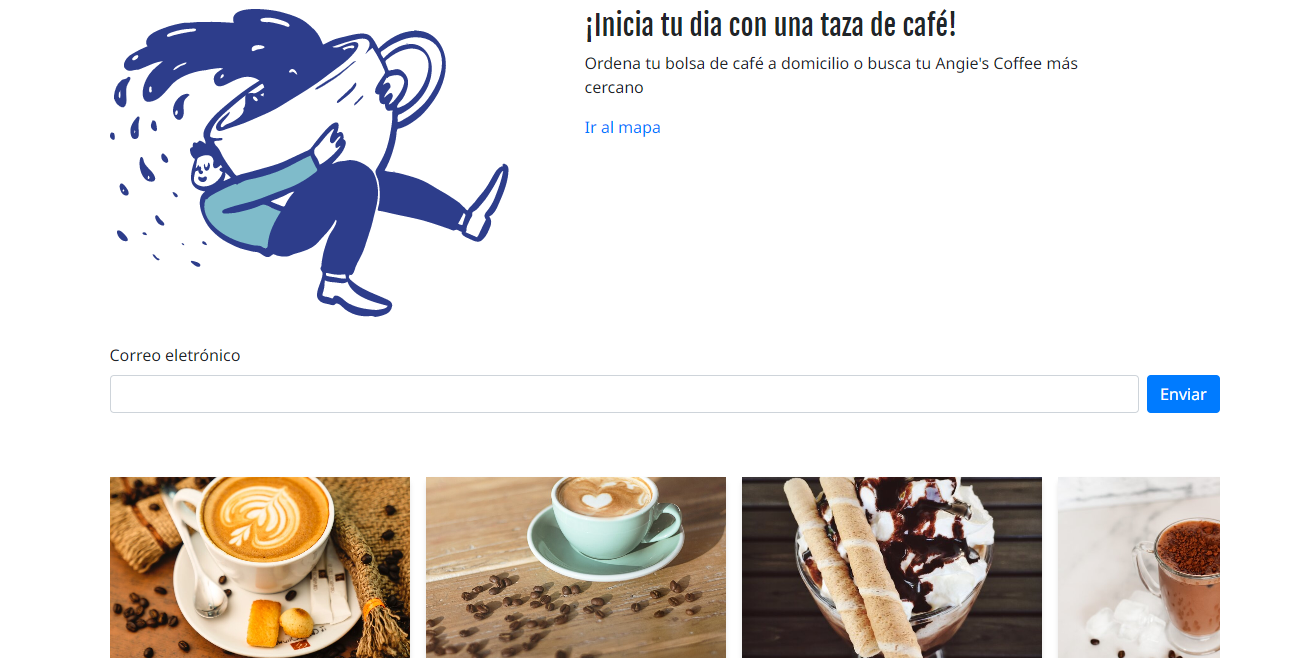 ¡Inicia tu dia con una taza de café!
Ordena tu bolsa de café a domicilio o busca tu Angie's Coffee más
cercano
Ir al mapa
Correo eletrónico
Enviar